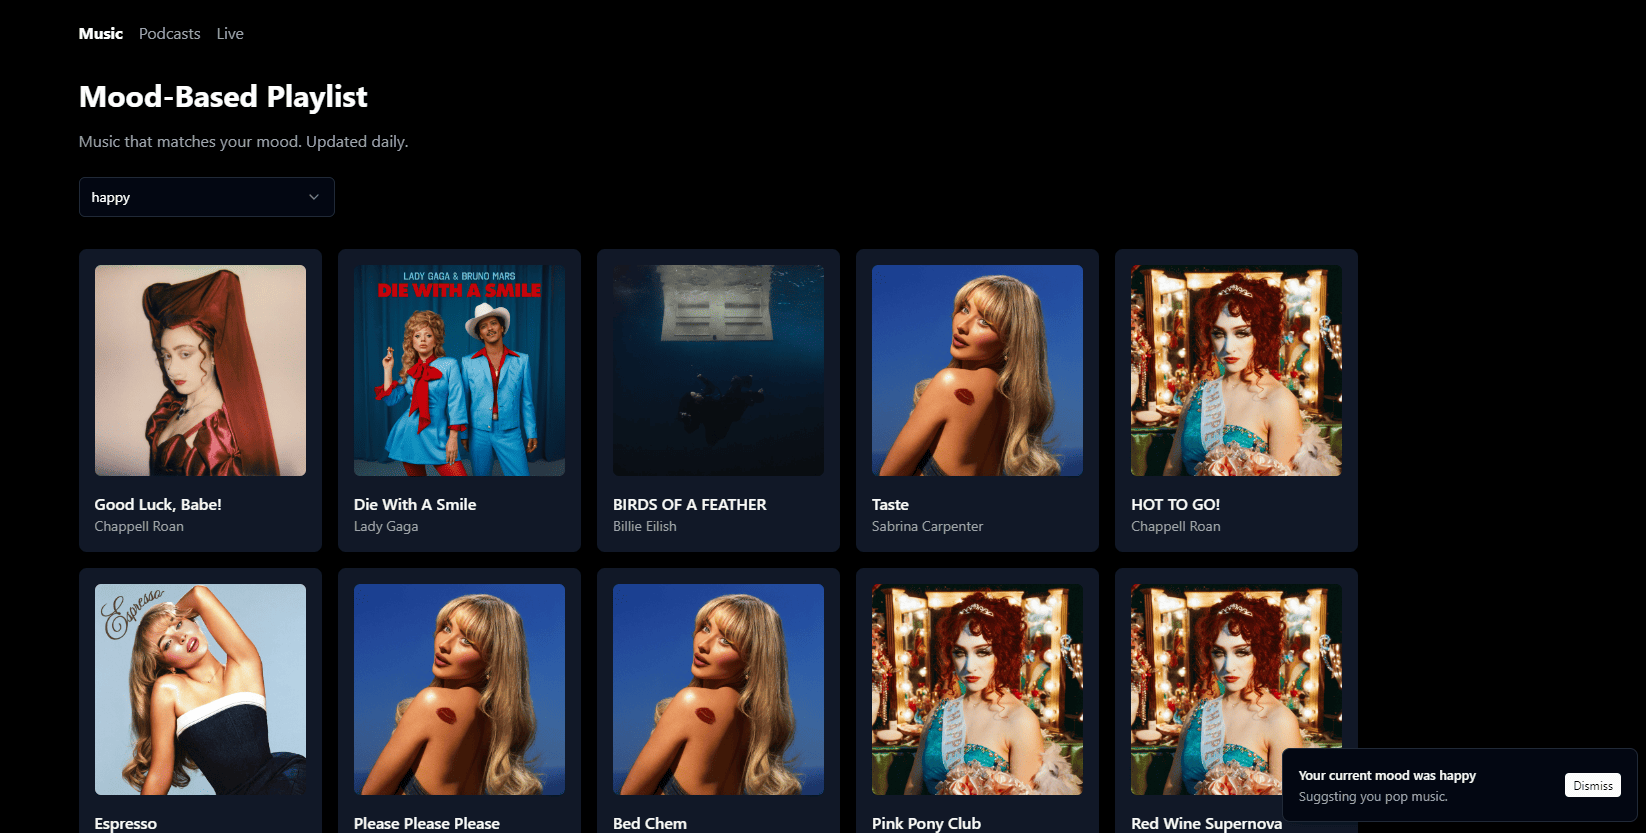 Music Podcasts Live
Mood-Based Playlist
Music that matches your mood. Updated daily.
happy
LADY GAGA & BRUNO MARS
DIE WITH A SMILE
Good Luck, Babe!
Chappell Roan
Die With A Smile
Lady Gaga
BIRDS OF A FEATHER
Billie Eilish
Taste
Sabrina Carpenter
HOT TO GO!
Chappell Roan
Espresso
Espresso
Please Please Please
Bed Chem
Pink Pony Club
Red Wine Supernova
Your current mood was happy
Suggsting you pop music.
Dismiss